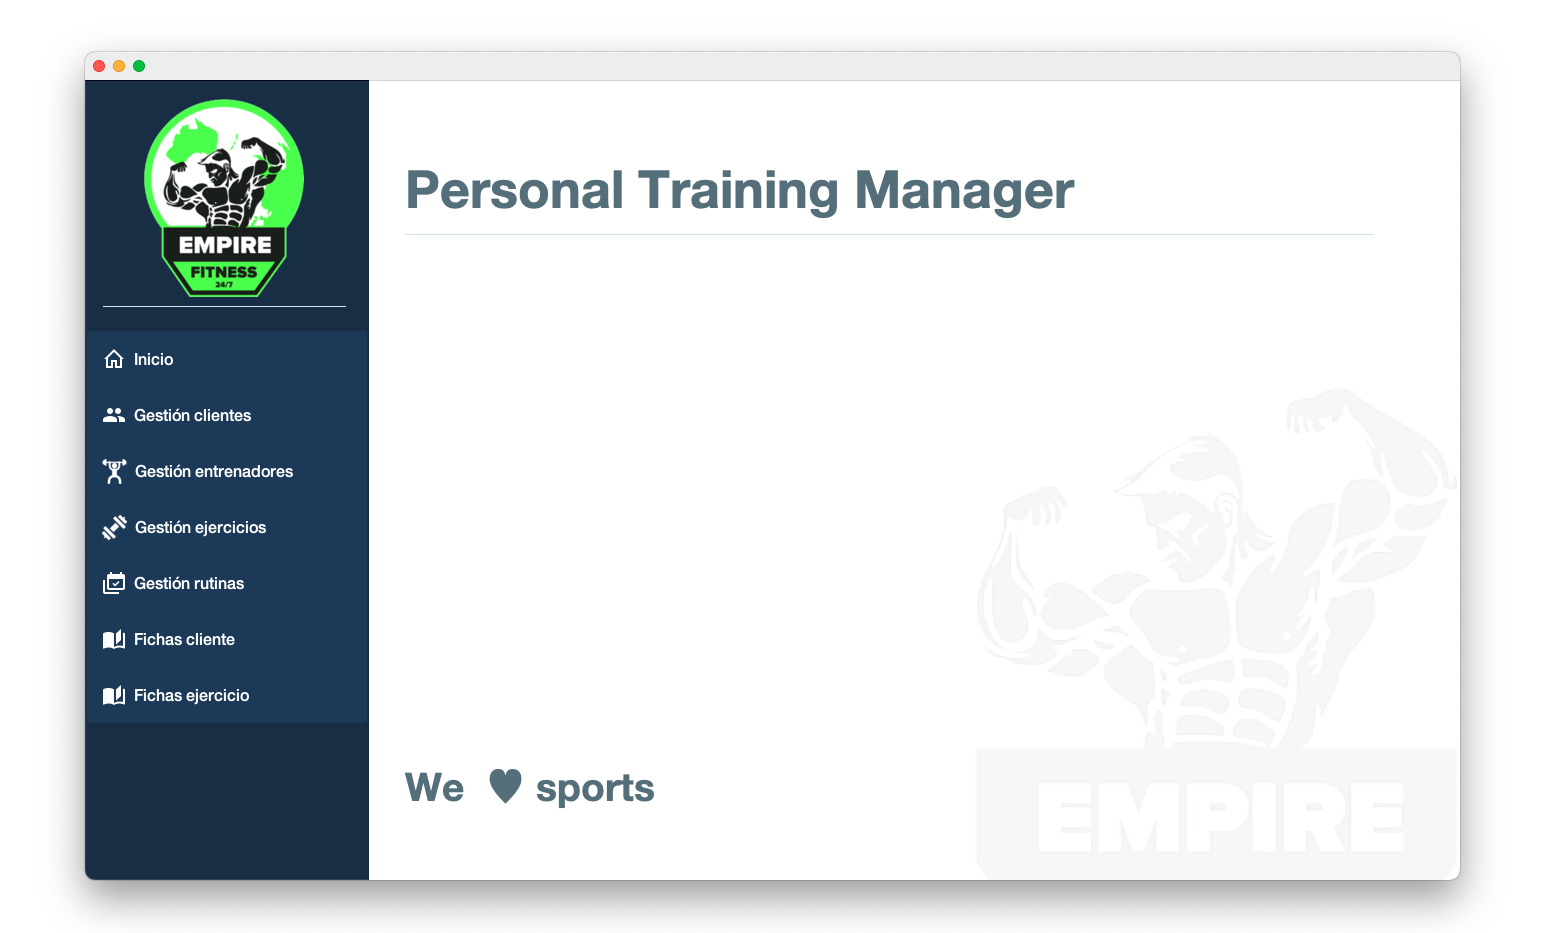 EMPIRE
FITNESS
24/7
Inicio
Gestión clientes
Gestión entrenadores
Gestión ejercicios
Gestión rutinas
Fichas cliente
Fichas ejercicio
Personal Training Manager
We ♥ sports
EMPIRE